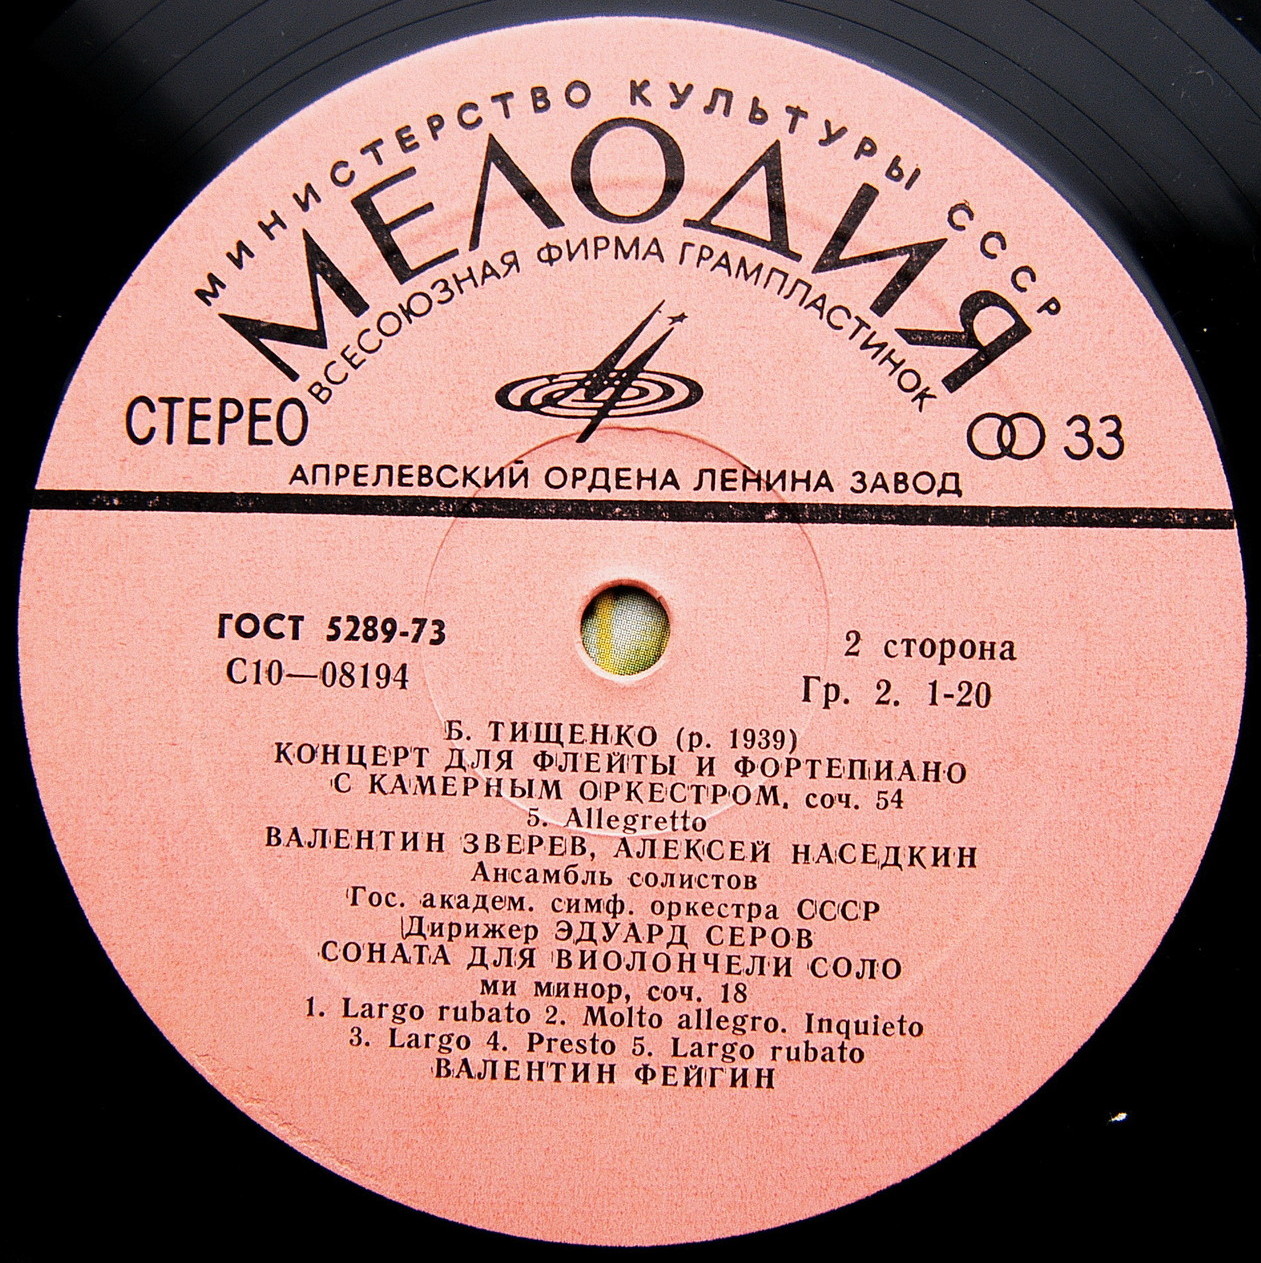 МИНИСТЕРСТВО КУЛЬТУРЫ СССР
МЕЛОДИЯ
ВСЕСОЮЗНАЯ ФИРМА ГРАМПЛАСТИНОК
СТЕРЕО
33
АПРЕЛЕВСКИЙ ОРДЕНА ЛЕНИНА ЗАВОД
ГОСТ 5289-73
2 сторона
С10—08194
Гр. 2. 1-20
Б. ТИЩЕНКО (р. 1939)
КОНЦЕРТ ДЛЯ ФЛЕЙТЫ И ФОРТЕПИАНО
С КАМЕРНЫМ ОРКЕСТРОМ, соч. 54
5. Allegretto
ВАЛЕНТИН ЗВЕРЕВ, АЛЕКСЕЙ НАСЕДКИН
Ансамбль солистов
Гос. академ. симф. оркестра СССР
Дирижер ЭДУАРД СЕРОВ
СОНАТА ДЛЯ ВИОЛОНЧЕЛИ СОЛО
ми минор, соч. 18
1. Largo rubato 2. Molto allegro. Inquieto
3. Largo 4. Presto 5. Largo rubato
ВАЛЕНТИН ФЕЙГИН